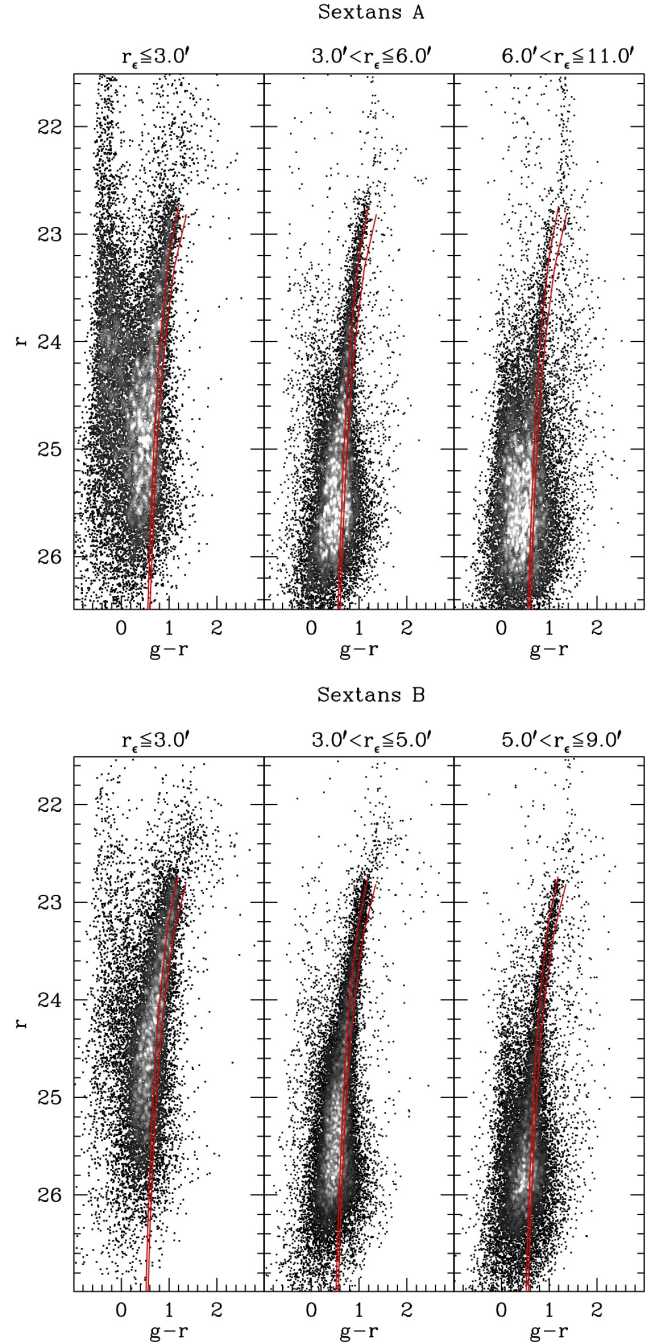 Sextans A
r_ε≦3.0′ 3.0′<r_ε≦6.0′ 6.0′<r_ε≦11.0′
22
23
24
25
26
r
0 1 2 0 1 2 0 1 2
g−r g−r g−r
Sextans B
r_ε≦3.0′ 3.0′<r_ε≦5.0′ 5.0′<r_ε≦9.0′
22
23
24
25
26
r
0 1 2 0 1 2 0 1 2
g−r g−r g−r